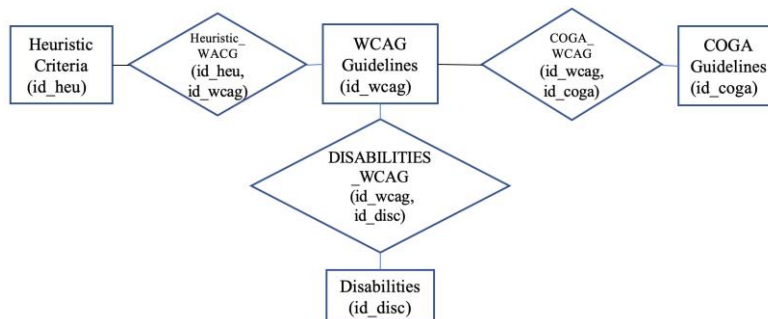 Heuristic
Criteria
(id_heu)
Heuristic_
WACG
(id_heu,
id_wcag)
WCAG
Guidelines
(id_wcag)
COGA_
WCAG
(id_wcag,
id_coga)
COGA
Guidelines
(id_coga)
DISABILITIES
_WCAG
(id_wcag,
id_disc)
Disabilities
(id_disc)